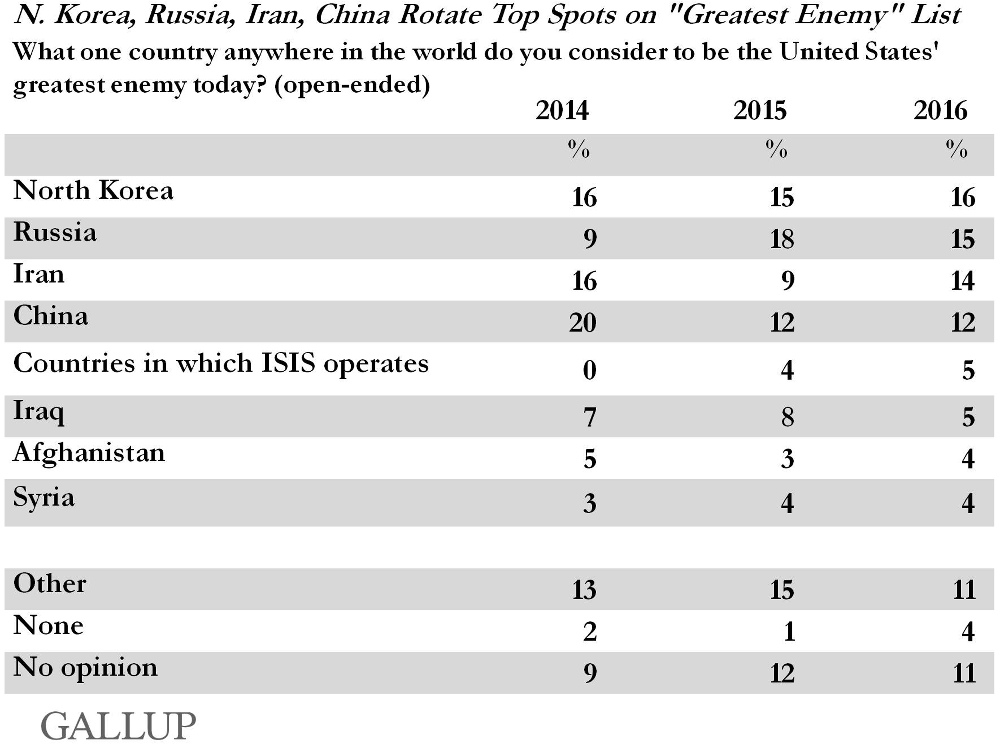 N. Korea, Russia, Iran, China Rotate Top Spots on "Greatest Enemy" List
What one country anywhere in the world do you consider to be the United States'
greatest enemy today? (open-ended)
2014 2015 2016
% % %
North Korea 16 15 16
Russia 9 18 15
Iran 16 9 14
China 20 12 12
Countries in which ISIS operates 0 4 5
Iraq 7 8 5
Afghanistan 5 3 4
Syria 3 4 4
Other 13 15 11
None 2 1 4
No opinion 9 12 11
GALLUP